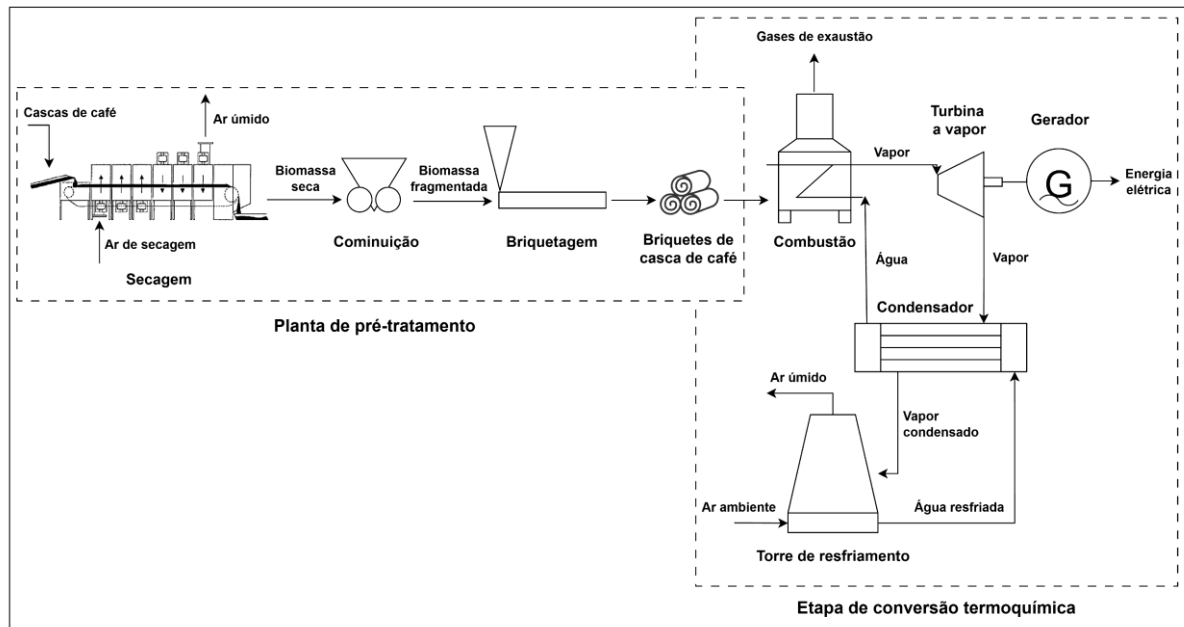 Gases de exaustão
Cascas de café
Ar úmido
Biomassa
seca
Biomassa
fragmentada
Ar de secagem
Secagem
Cominuição
Briquetagem
Briquetes de
casca de café
Planta de pré-tratamento
Combustão
Vapor
Turbina
a vapor
Gerador
G
Energia
elétrica
Água
Vapor
Condensador
Ar úmido
Vapor
condensado
Ar ambiente
Água resfriada
Torre de resfriamento
Etapa de conversão termoquímica